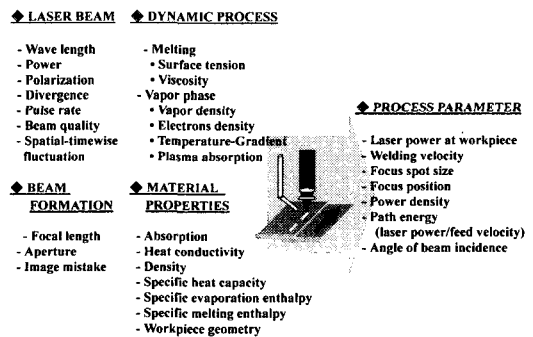 ◆ LASER BEAM
- Wave length
- Power
- Polarization
- Divergence
- Pulse rate
- Beam quality
- Spatial-timewise
fluctuation
◆ DYNAMIC PROCESS
- Melting
• Surface tension
• Viscosity
- Vapor phase
• Vapor density
• Electrons density
• Temperature-Gradient
• Plasma absorption
◆ BEAM
FORMATION
- Focal length
- Aperture
- Image mistake
◆ MATERIAL
PROPERTIES
- Absorption
- Heat conductivity
- Density
- Specific heat capacity
- Specific evaporation enthalpy
- Specific melting enthalpy
- Workpiece geometry
◆ PROCESS PARAMETER
- Laser power at workpiece
- Welding velocity
- Focus spot size
- Focus position
- Power density
- Path energy
(laser power/feed velocity)
- Angle of beam incidence